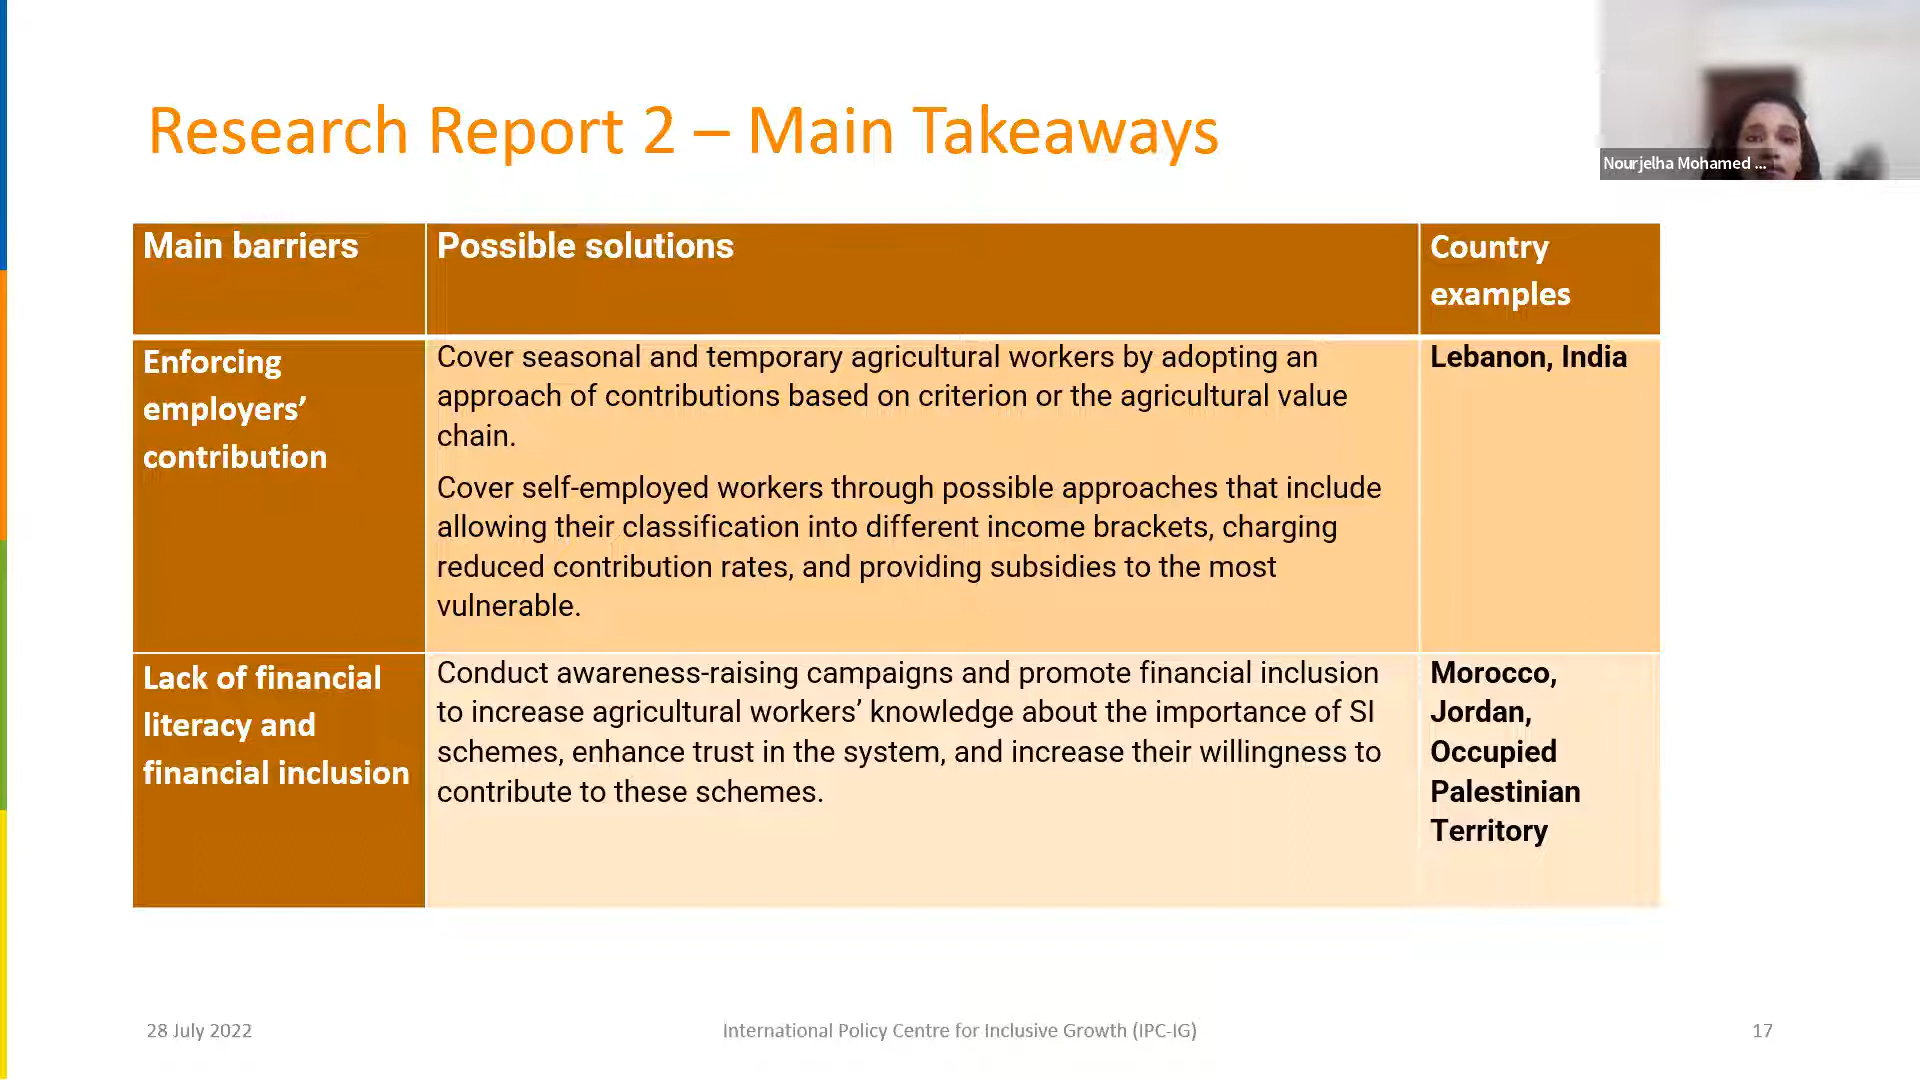 Research Report 2 – Main Takeaways
Nourjelha Mohamed ...
Main barriers
Possible solutions
Country
examples
Enforcing
employers’
contribution
Cover seasonal and temporary agricultural workers by adopting an
approach of contributions based on criterion or the agricultural value
chain.
Cover self-employed workers through possible approaches that include
allowing their classification into different income brackets, charging
reduced contribution rates, and providing subsidies to the most
vulnerable.
Lebanon, India
Lack of financial
literacy and
financial inclusion
Conduct awareness-raising campaigns and promote financial inclusion
to increase agricultural workers’ knowledge about the importance of SI
schemes, enhance trust in the system, and increase their willingness to
contribute to these schemes.
Morocco,
Jordan,
Occupied
Palestinian
Territory
28 July 2022
International Policy Centre for Inclusive Growth (IPC-IG)
17